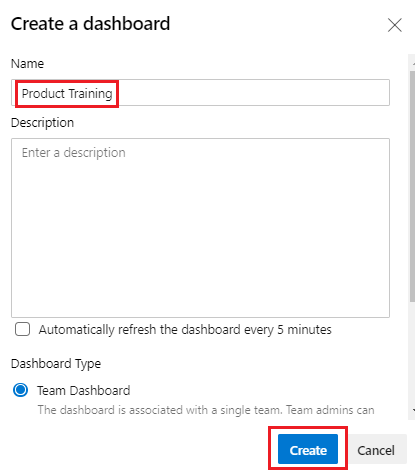 Create a dashboard
Name
Product Training
Description
Enter a description
Automatically refresh the dashboard every 5 minutes
Dashboard Type
Team Dashboard
The dashboard is associated with a single team. Team admins can
Create Cancel